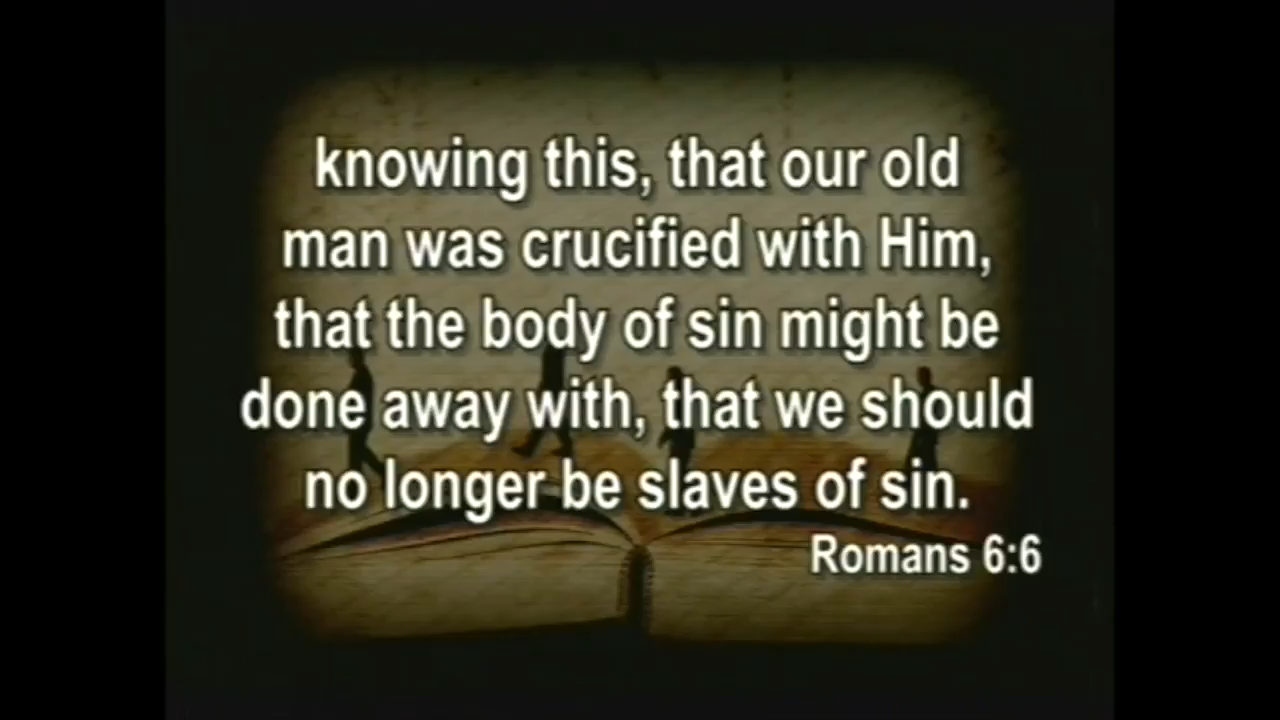 knowing this, that our old
man was crucified with Him,
that the body of sin might be
done away with, that we should
no longer be slaves of sin.
Romans 6:6